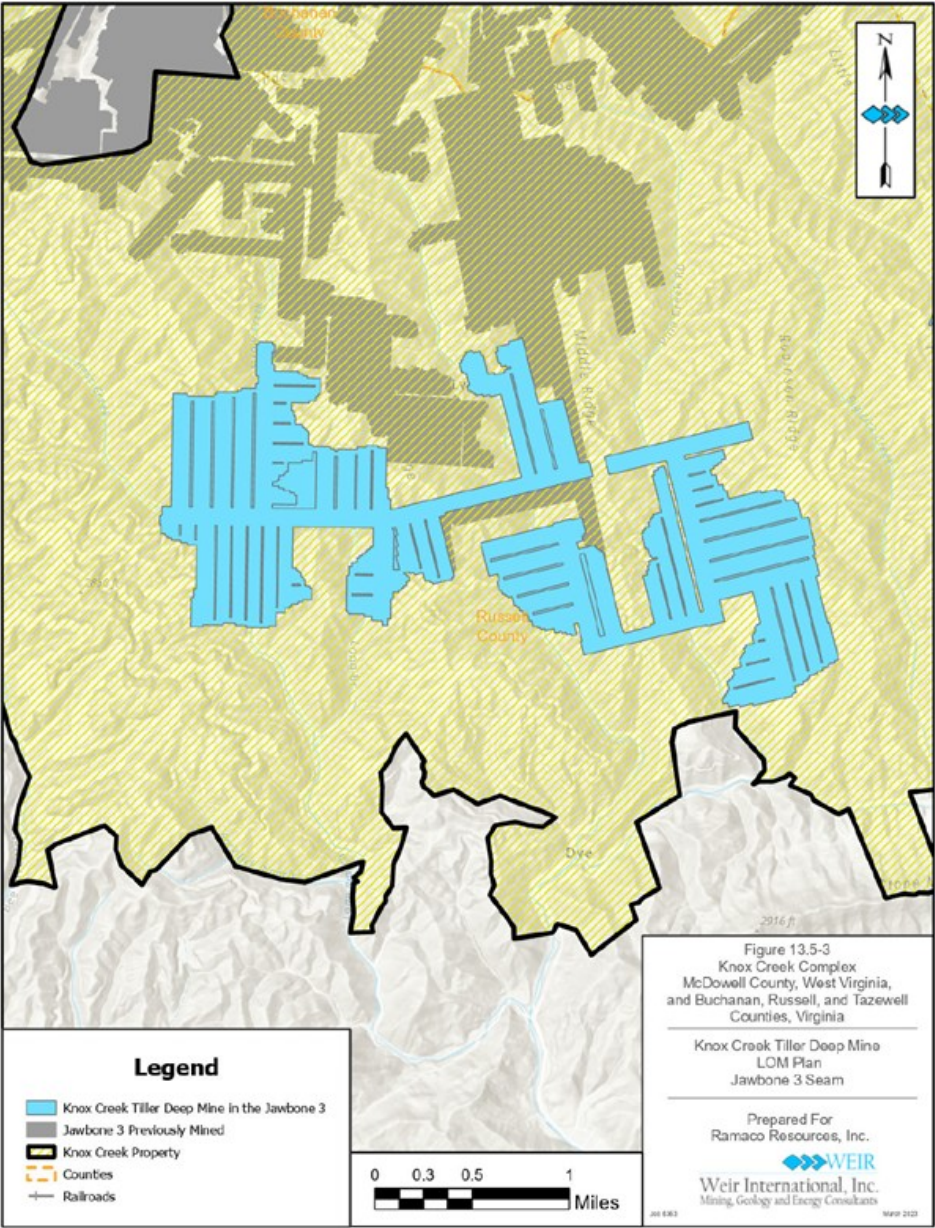 Buchanan
County
N
Middle Ridge
Russell
County
Dye
2916 ft
Figure 13.5-3
Knox Creek Complex
McDowell County, West Virginia,
and Buchanan, Russell, and Tazewell
Counties, Virginia
Knox Creek Tiller Deep Mine
LOM Plan
Jawbone 3 Seam
Prepared For
Ramaco Resources, Inc.
WEIR
Weir International, Inc.
Mining, Geology and Energy Consultants
March 2023
Legend
Knox Creek Tiller Deep Mine in the Jawbone 3
Jawbone 3 Previously Mined
Knox Creek Property
Counties
Railroads
0 0.3 0.5 1
Miles